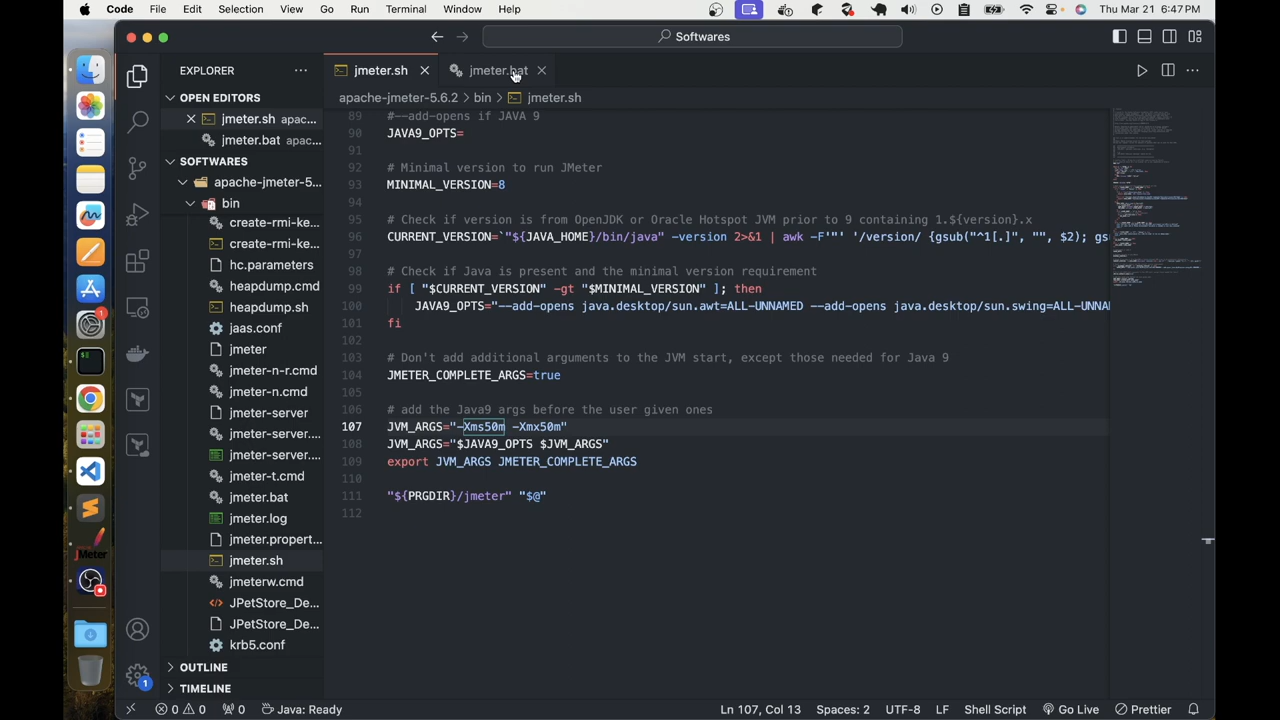 Code File Edit Selection View Go Run Terminal Window Help
Thu Mar 21 6:47 PM
Softwares
EXPLORER
OPEN EDITORS
jmeter.sh apac...
jmeter.bat apac...
SOFTWARES
apache-jmeter-5...
bin
create-rmi-ke...
create-rmi-ke...
hc.parameters
heapdump.cmd
heapdump.sh
jaas.conf
jmeter
jmeter-n-r.cmd
jmeter-n.cmd
jmeter-server
jmeter-server....
jmeter-server....
jmeter-t.cmd
jmeter.bat
jmeter.log
jmeter.propert...
jmeter.sh
jmeterw.cmd
JPetStore_De...
JPetStore_De...
krb5.conf
OUTLINE
TIMELINE
jmeter.sh
jmeter.bat
apache-jmeter-5.6.2 > bin > jmeter.sh
89 #--add-opens if JAVA 9
90 JAVA9_OPTS=
91
92 # Minimal version to run JMeter
93 MINIMAL_VERSION=8
94
95 # Check if version is from OpenJDK or Oracle Hotspot JVM prior to 9 containing 1.${version}.x
96 CURRENT_VERSION=`"${JAVA_HOME}/bin/java" -version 2>&1 | awk -F'"' '/version/ {gsub("^1[.]", "", $2); gs
97
98 # Check if Java is present and the minimal version requirement
99 if [ "$CURRENT_VERSION" -gt "$MINIMAL_VERSION" ]; then
100 JAVA9_OPTS="--add-opens java.desktop/sun.awt=ALL-UNNAMED --add-opens java.desktop/sun.swing=ALL-UNNA
101 fi
102
103 # Don't add additional arguments to the JVM start, except those needed for Java 9
104 JMETER_COMPLETE_ARGS=true
105
106 # add the Java9 args before the user given ones
107 JVM_ARGS="-Xms50m -Xmx50m"
108 JVM_ARGS="$JAVA9_OPTS $JVM_ARGS"
109 export JVM_ARGS JMETER_COMPLETE_ARGS
110
111 "${PRGDIR}/jmeter" "$@"
112
1
JMeter
1
0 0 0 Java: Ready
Ln 107, Col 13 Spaces: 2 UTF-8 LF Shell Script Go Live Prettier